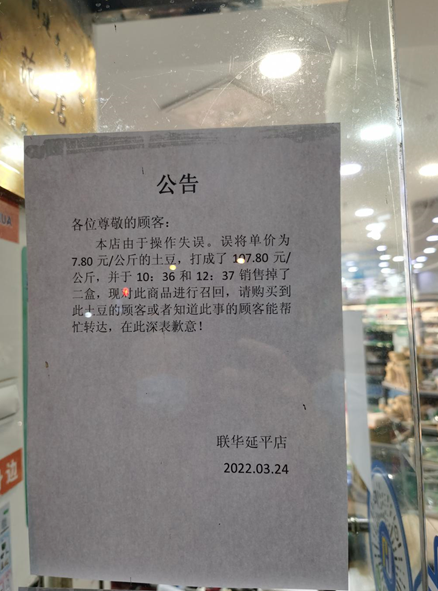 范店
公告
各位尊敬的顾客：
本店由于操作失误。误将单价为
7.80 元/公斤的土豆，打成了 107.80 元/
公斤，并于 10：36 和 12：37 销售掉了
二盒，现对此商品进行召回，请购买到
此土豆的顾客或者知道此事的顾客能帮
忙转达，在此深表歉意！
联华延平店
2022.03.24
边